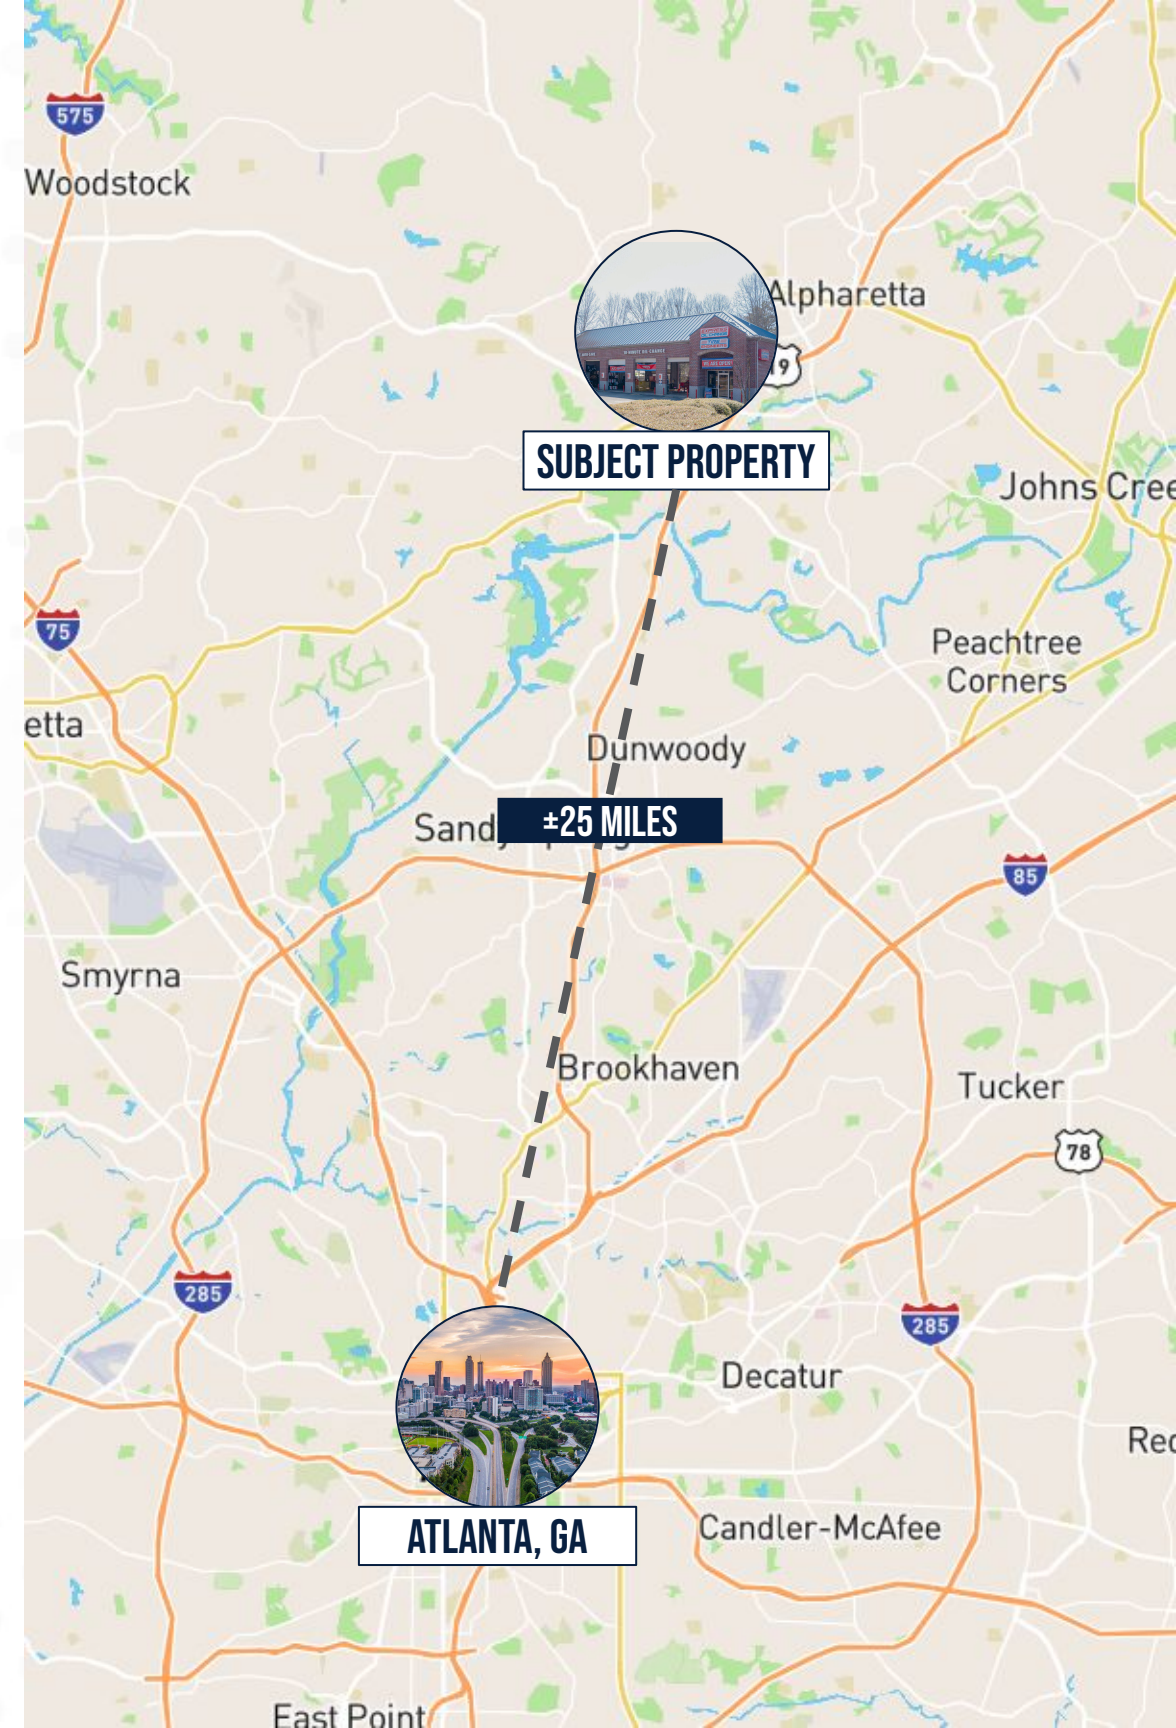 575
Woodstock
Alpharetta
19
SUBJECT PROPERTY
Johns Cree
75
Peachtree
Corners
etta
Dunwoody
Sand
±25 MILES
85
Smyrna
Brookhaven
Tucker
78
285
285
Decatur
Rec
Candler-McAfee
ATLANTA, GA
East Point